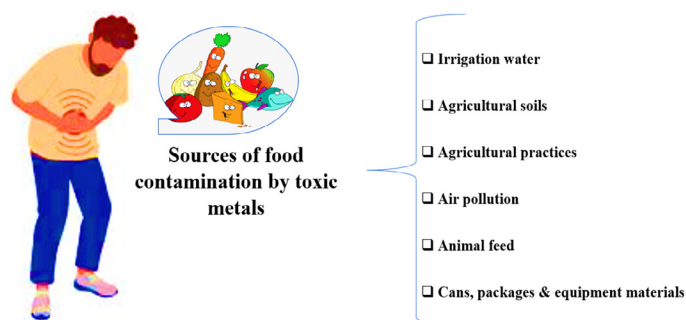 Sources of food
contamination by toxic
metals
❑ Irrigation water
❑ Agricultural soils
❑ Agricultural practices
❑ Air pollution
❑ Animal feed
❑ Cans, packages & equipment materials